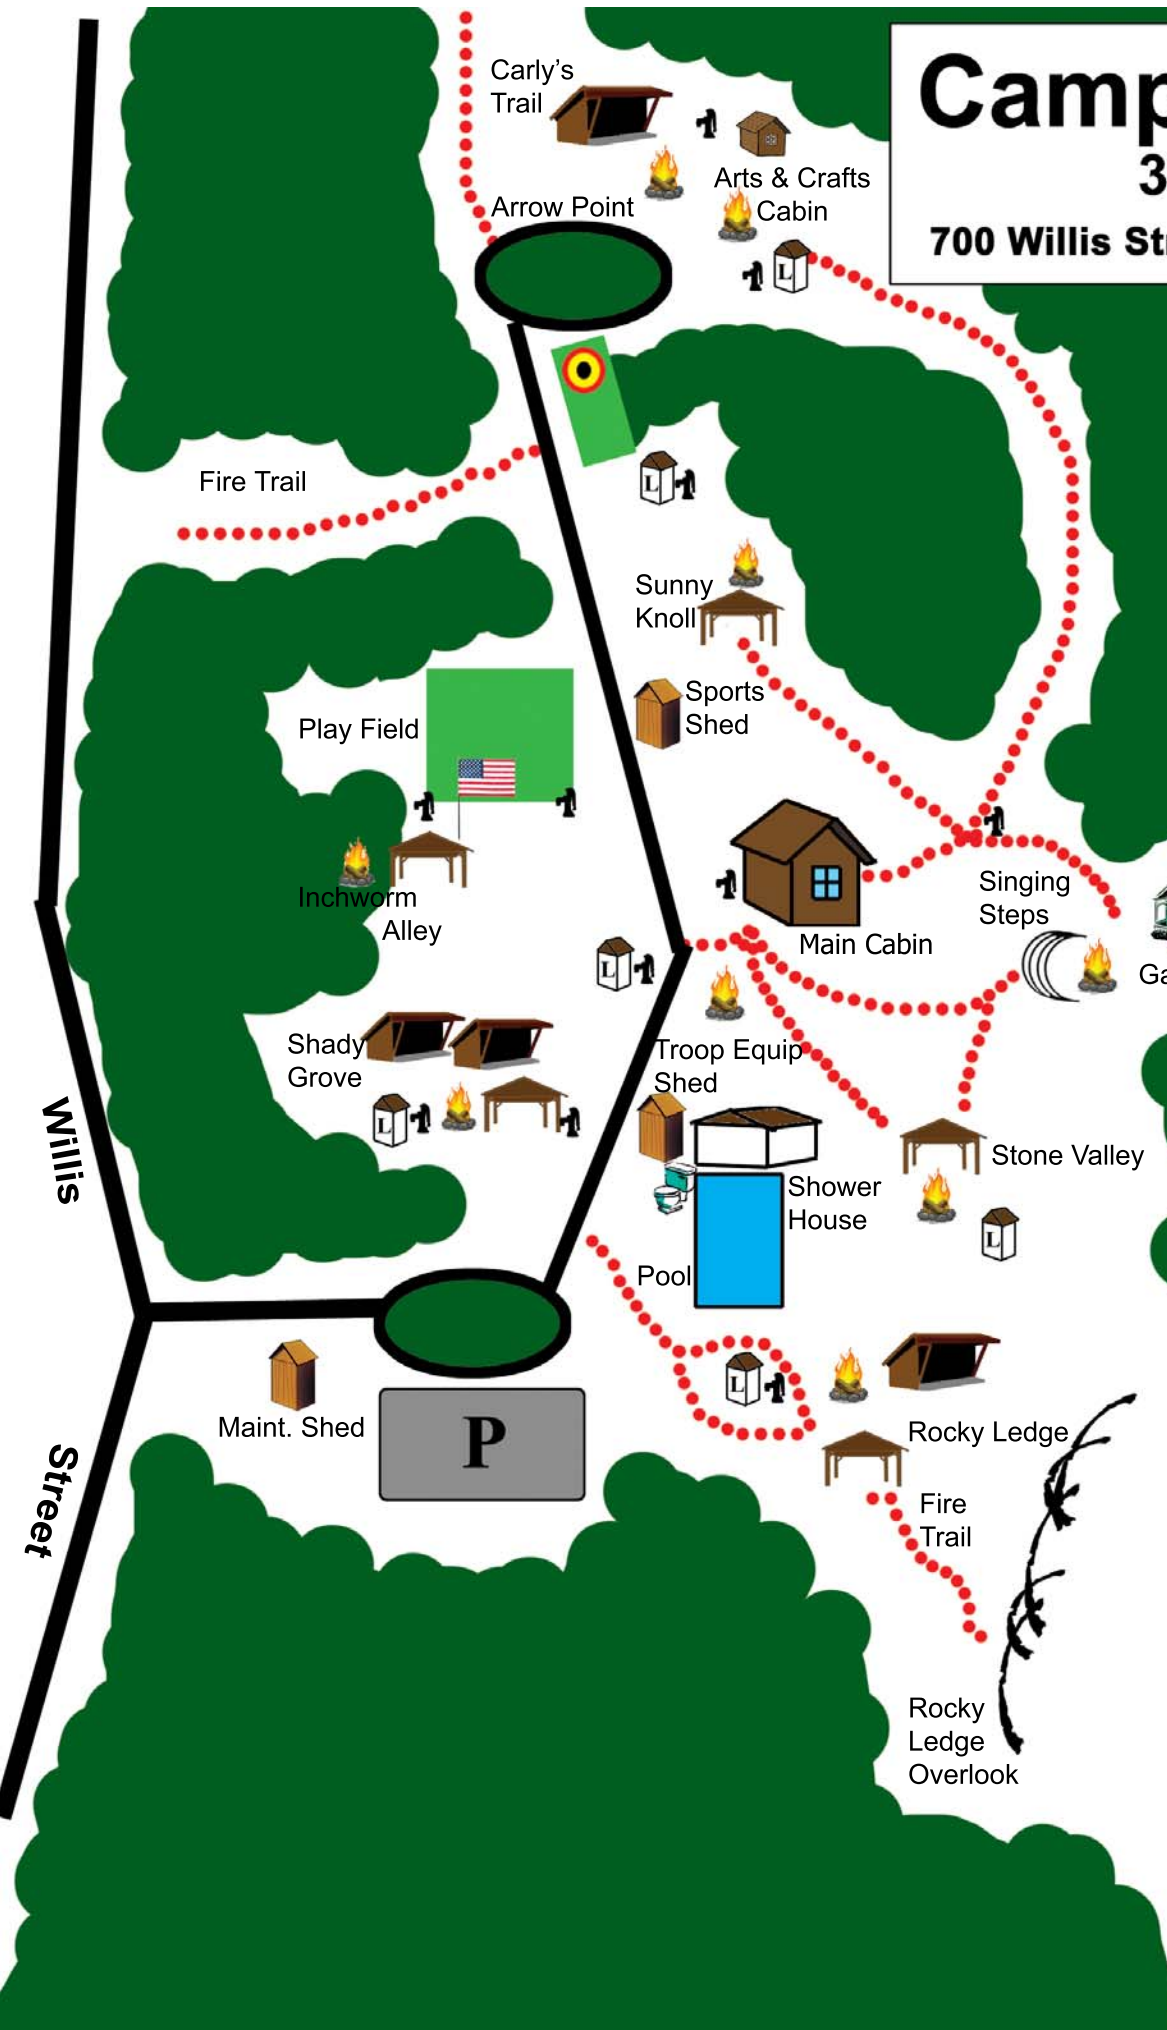 Carly's
Trail
Camp
3
700 Willis St
Arts & Crafts
Cabin
Arrow Point
L
Fire Trail
L
Sunny
Knoll
Sports
Shed
Play Field
Singing
Steps
Inchworm
Alley
Main Cabin
L
Ga
Shady
Grove
Troop Equip
Shed
L
Willis
Stone Valley
Shower
House
L
Pool
L
Maint. Shed
P
Rocky Ledge
Street
Fire
Trail
Rocky
Ledge
Overlook